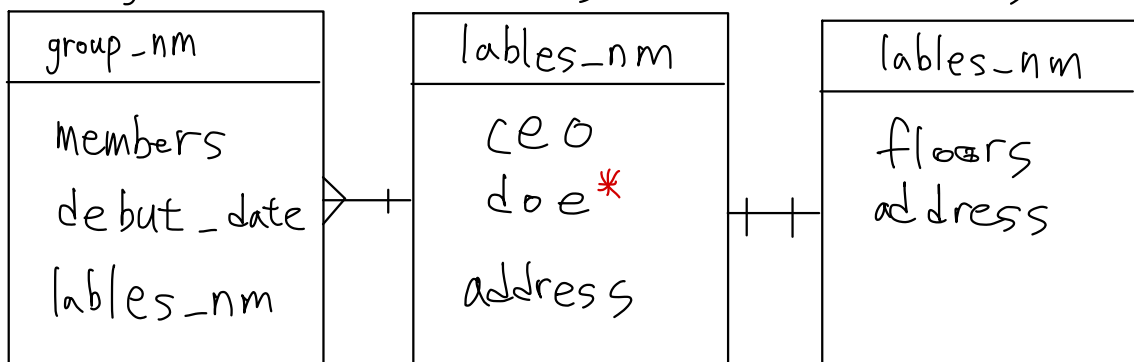 group_nm
members
debut_date
lables_nm
lables_nm
ceo
doe*
address
lables_nm
floors
address